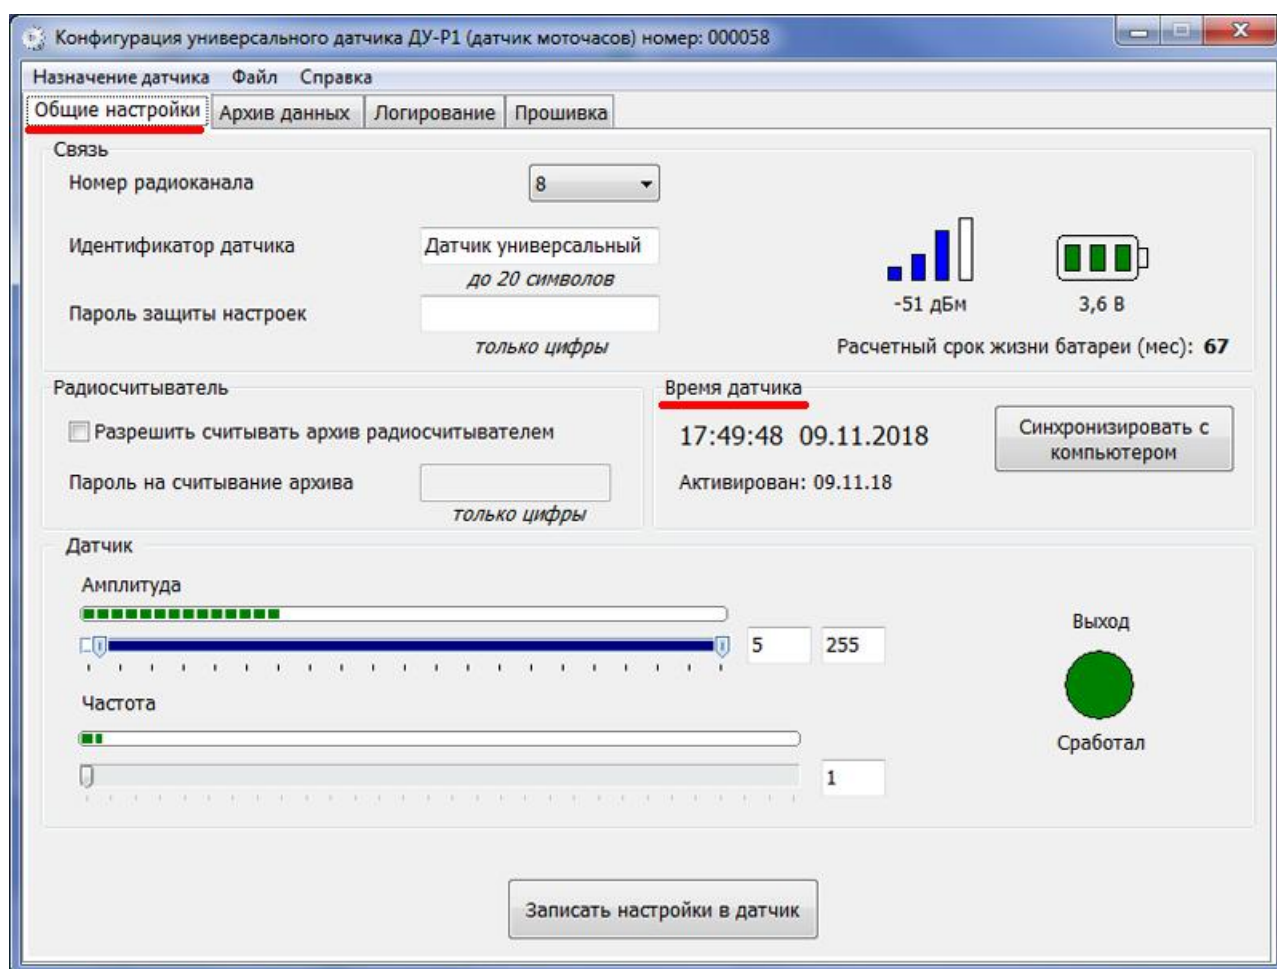 Конфигурация универсального датчика ДУ-Р1 (датчик моточасов) номер: 000058
Назначение датчика Файл Справка
Общие настройки Архив данных Логирование Прошивка
Связь
Номер радиоканала 8
Идентификатор датчика Датчик универсальный
до 20 символов
-51 дБм 3,6 В
Пароль защиты настроек
только цифры
Расчетный срок жизни батареи (мес): 67
Радиосчитыватель
Разрешить считывать архив радиосчитывателем
Пароль на считывание архива
только цифры
Время датчика
17:49:48 09.11.2018
Синхронизировать с
компьютером
Активирован: 09.11.18
Датчик
Амплитуда
5 255
Частота
1
Выход
Сработал
Записать настройки в датчик